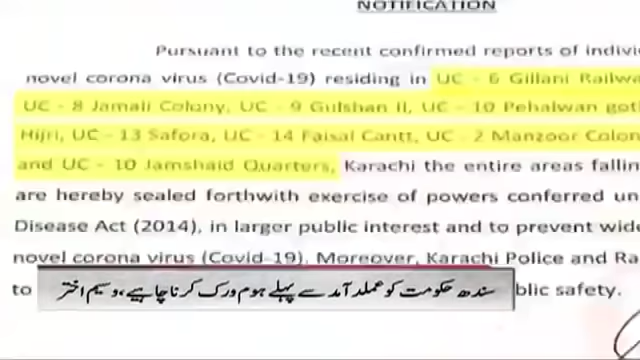 NOTIFICATION
Pursuant to the recent confirmed reports of indivi
novel corona virus (Covid-19) residing in UC - 6 Gillani Railwa
UC - 8 Jamali Colony, UC - 9 Gulshan II, UC - 10 Pehalwan got
Hijri, UC - 13 Safora, UC - 14 Faisal Cantt, UC - 2 Manzoor Colon
and UC - 10 Jamshaid Quarters, Karachi the entire areas fallin
are hereby sealed forthwith exercise of powers conferred un
Disease Act (2014), in larger public interest and to prevent wide
novel corona virus (Covid-19). Moreover, Karachi Police and Ra
to blic safety.
سندھ حکومت کو عملدرآمد سے پہلے ہوم ورک کرنا چاہیے، وسیم اختر